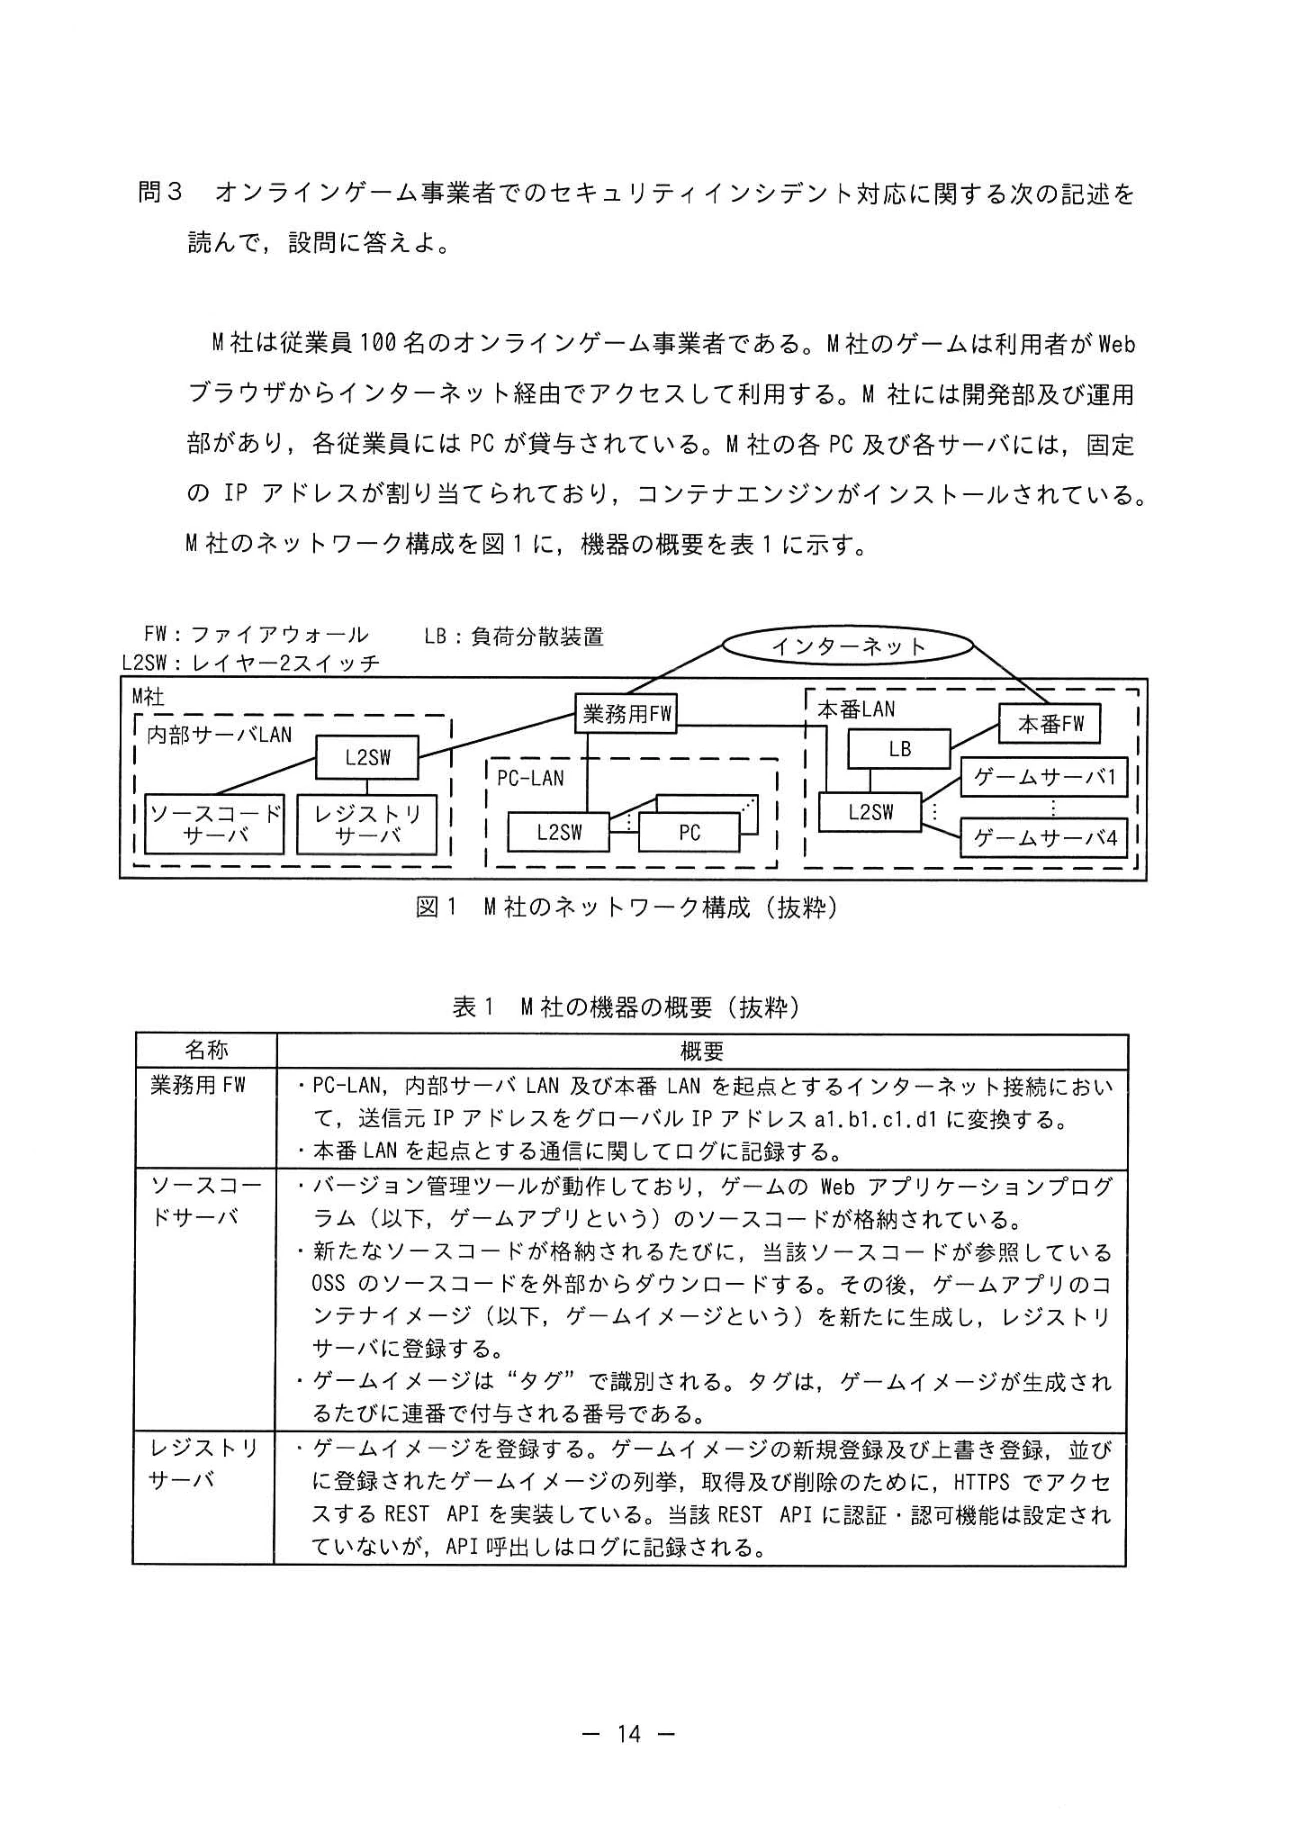 問3 オンラインゲーム事業者でのセキュリティインシデント対応に関する次の記述を
読んで，設問に答えよ。
M社は従業員100名のオンラインゲーム事業者である。M社のゲームは利用者がWeb
ブラウザからインターネット経由でアクセスして利用する。M社には開発部及び運用
部があり，各従業員にはPCが貸与されている。M社の各PC及び各サーバには，固定
のIPアドレスが割り当てられており，コンテナエンジンがインストールされている。
M社のネットワーク構成を図1に，機器の概要を表1に示す。
FW：ファイアウォール LB：負荷分散装置
L2SW：レイヤー2スイッチ
インターネット
M社
業務用FW
本番LAN
本番FW
内部サーバLAN
L2SW
LB
PC-LAN
ゲームサーバ1
ソースコード
サーバ
レジストリ
サーバ
L2SW
PC
L2SW
ゲームサーバ4
図1 M社のネットワーク構成（抜粋）
表1 M社の機器の概要（抜粋）
名称 概要
業務用FW ・PC-LAN，内部サーバLAN及び本番LANを起点とするインターネット接続におい
て，送信元IPアドレスをグローバルIPアドレスa1.b1.c1.d1に変換する。
・本番LANを起点とする通信に関してログに記録する。
ソースコー ・バージョン管理ツールが動作しており，ゲームのWebアプリケーションプログ
ドサーバ ラム（以下，ゲームアプリという）のソースコードが格納されている。
・新たなソースコードが格納されるたびに，当該ソースコードが参照している
OSSのソースコードを外部からダウンロードする。その後，ゲームアプリのコ
ンテナイメージ（以下，ゲームイメージという）を新たに生成し，レジストリ
サーバに登録する。
・ゲームイメージは“タグ”で識別される。タグは，ゲームイメージが生成され
るたびに連番で付与される番号である。
レジストリ ・ゲームイメージを登録する。ゲームイメージの新規登録及び上書き登録，並び
サーバ に登録されたゲームイメージの列挙，取得及び削除のために，HTTPSでアクセ
スするREST APIを実装している。当該REST APIに認証・認可機能は設定され
ていないが，API呼出しはログに記録される。
－ 14 －